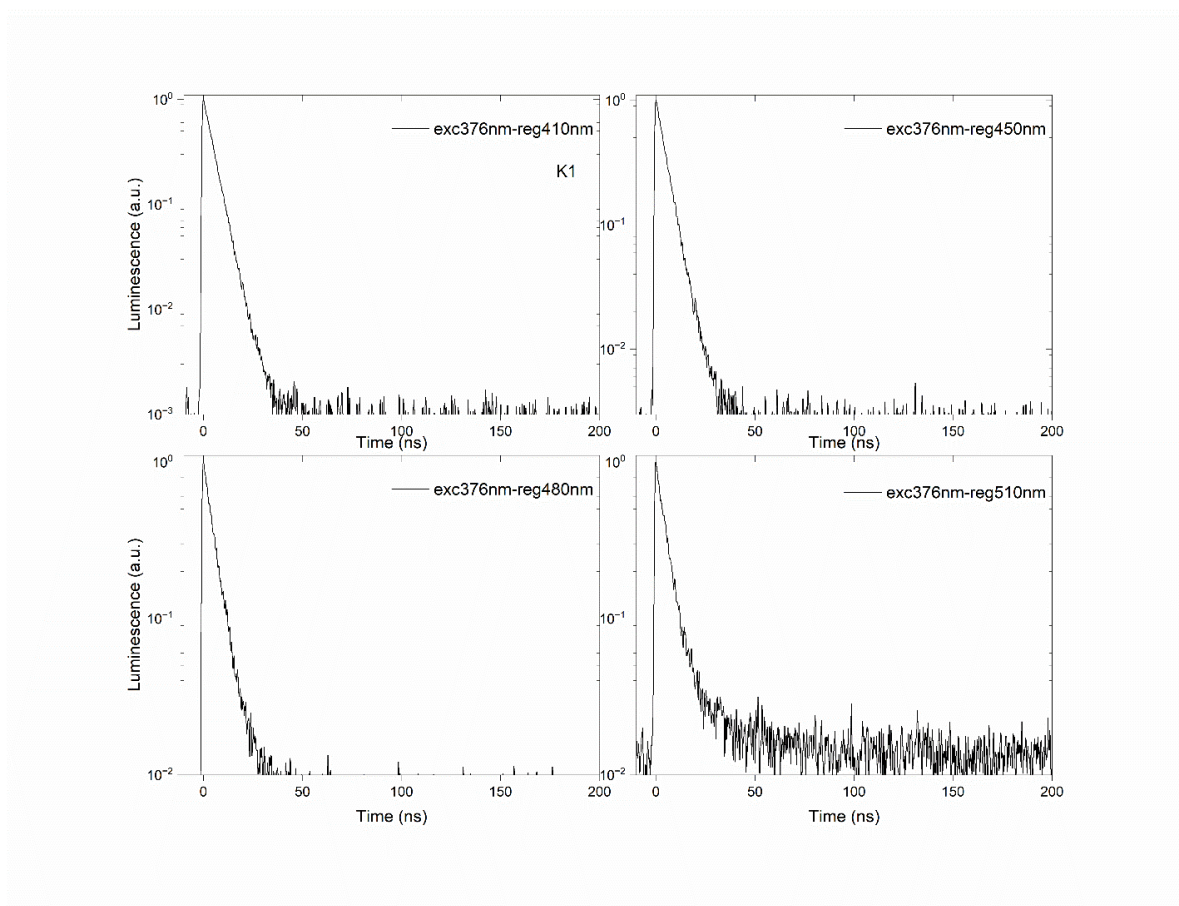 10⁰
10⁻¹
10⁻²
10⁻³
Luminescence (a.u.)
exc376nm-reg410nm
K1
0 50 100 150 200
Time (ns)
10⁰
10⁻¹
10⁻²
exc376nm-reg450nm
0 50 100 150 200
Time (ns)
10⁰
10⁻¹
10⁻²
Luminescence (a.u.)
exc376nm-reg480nm
0 50 100 150 200
Time (ns)
10⁰
10⁻¹
10⁻²
exc376nm-reg510nm
0 50 100 150 200
Time (ns)